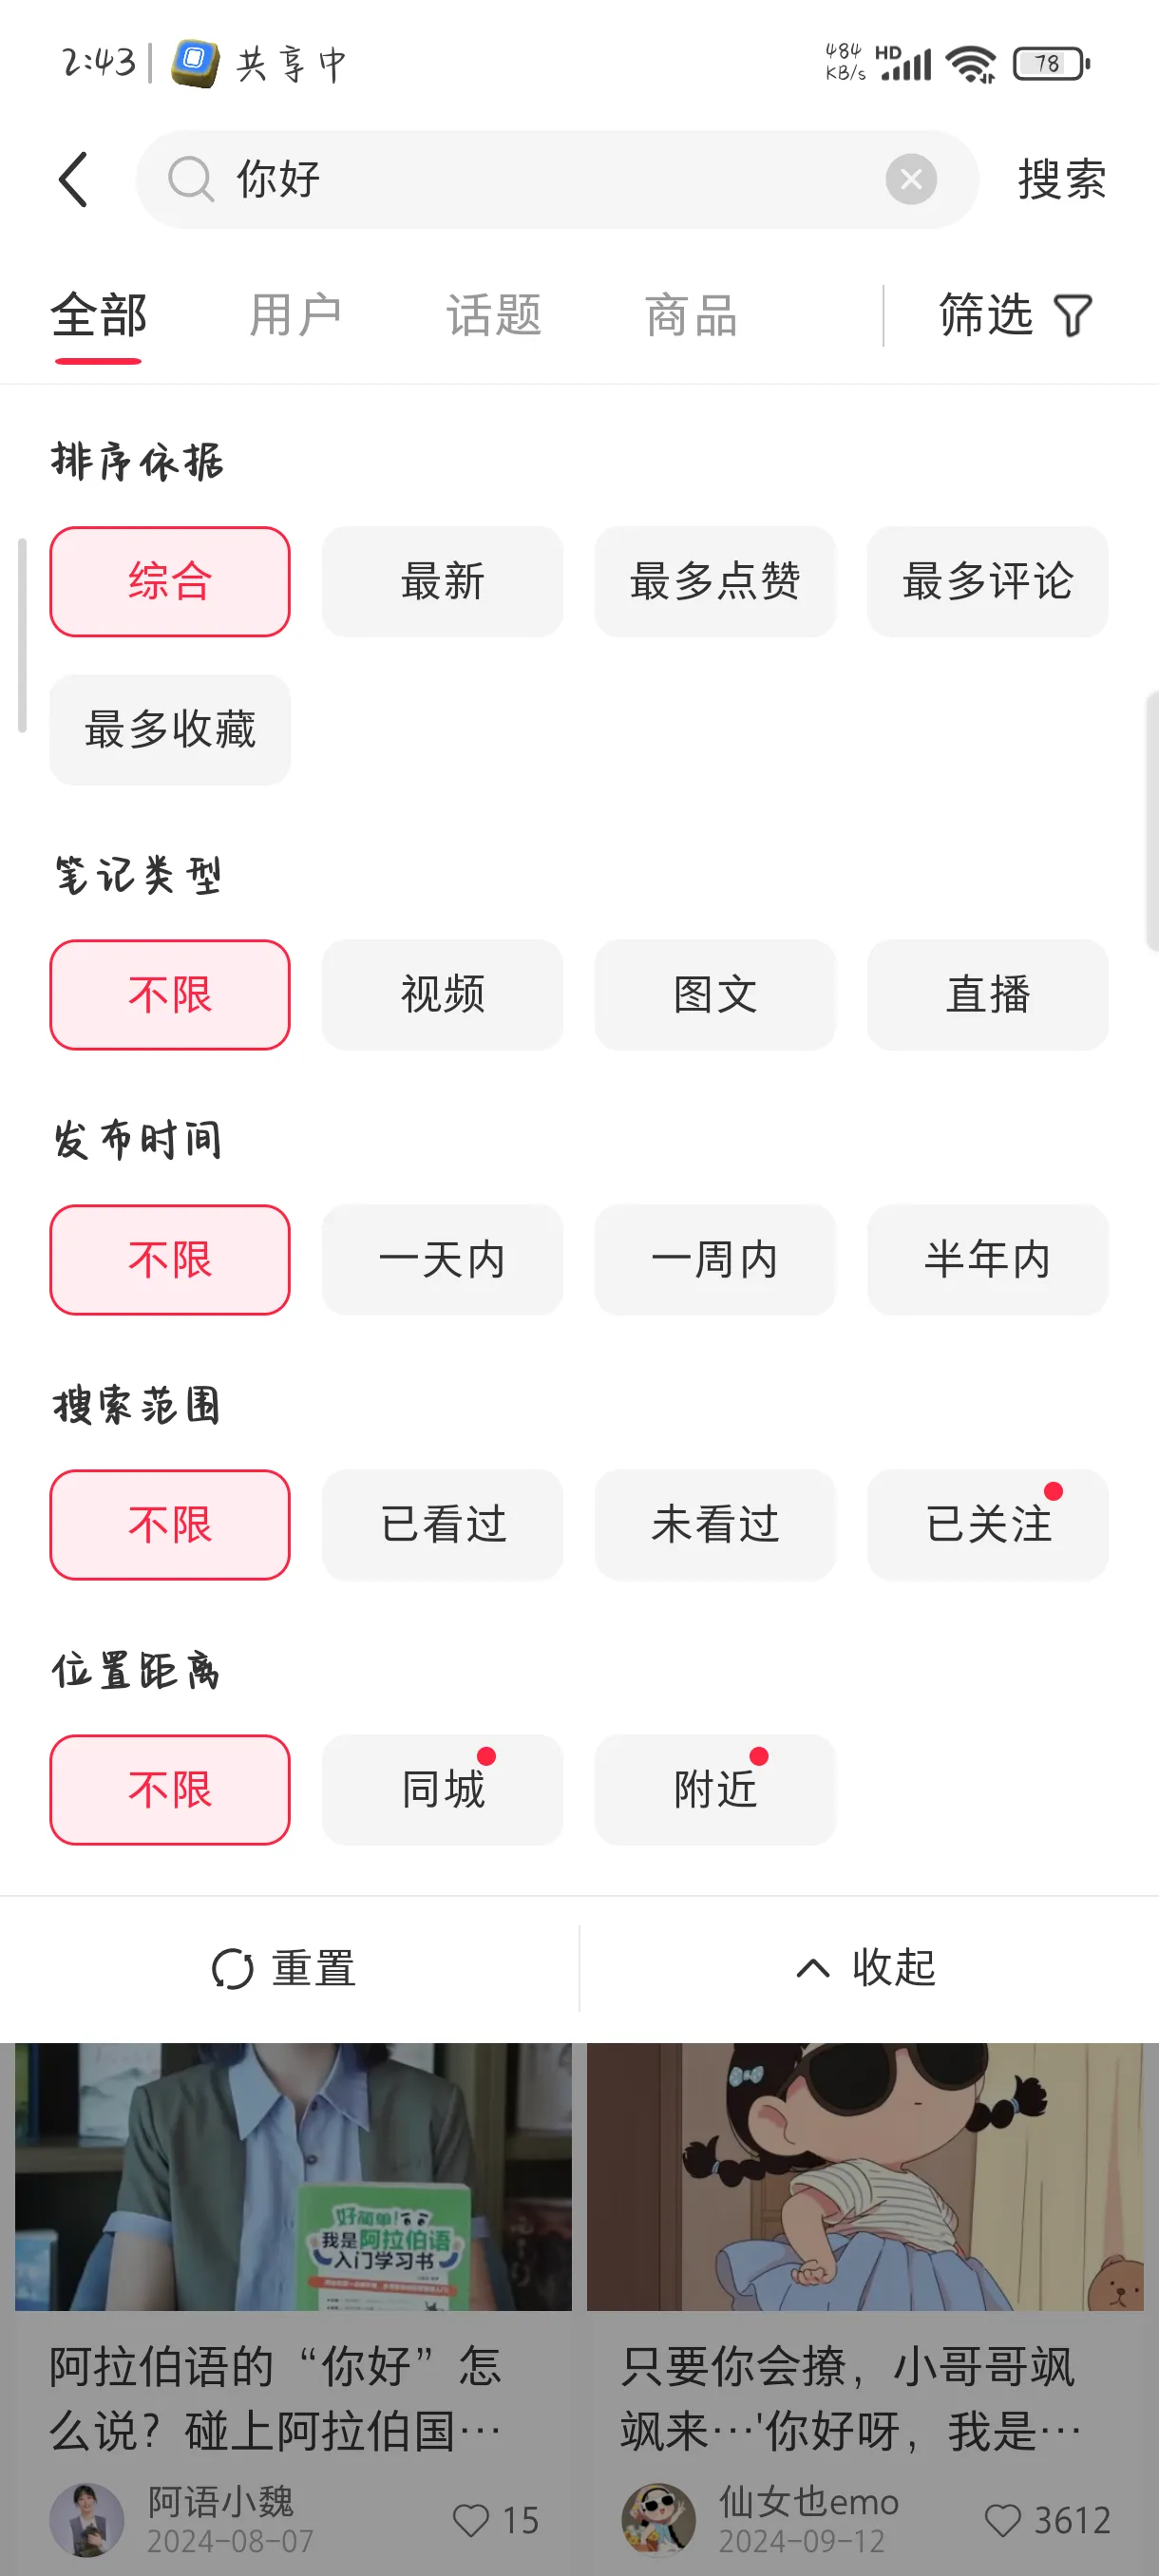 2:43 共享中 484 KB/s HD 78
你好 搜索
全部 用户 话题 商品 筛选
排序依据
综合 最新 最多点赞 最多评论
最多收藏
笔记类型
不限 视频 图文 直播
发布时间
不限 一天内 一周内 半年内
搜索范围
不限 已看过 未看过 已关注
位置距离
不限 同城 附近
重置 收起
好简单!
我是阿拉伯语
入门学习书
阿拉伯语的“你好”怎
么说？碰上阿拉伯国…
阿语小魏
2024-08-07
15
只要你会撩，小哥哥飒
飒来…'你好呀，我是…
仙女也emo
2024-09-12
3612